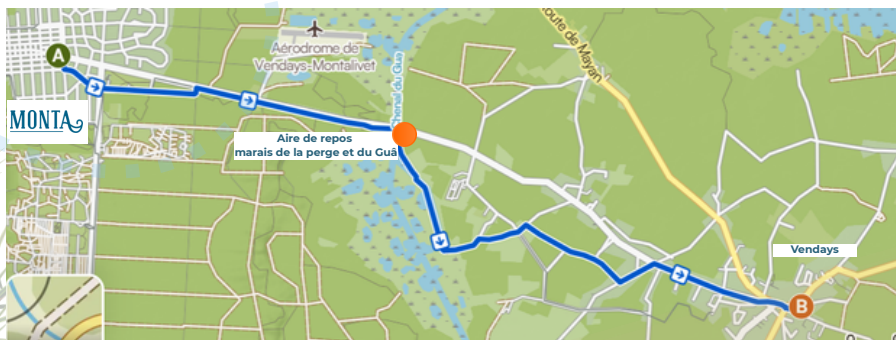 Route de Mayan
A
Aérodrome de
Vendays-Montalivet
Chenal du Gua
MONTA
Aire de repos
marais de la perge et du Guâ
Vendays
B